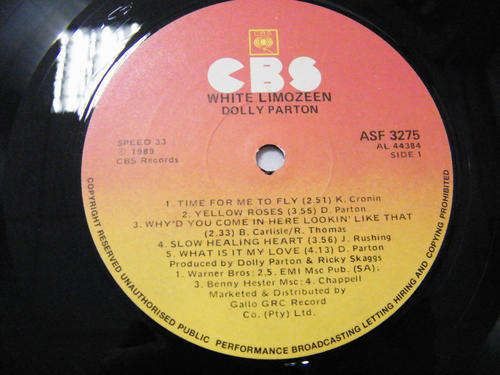 CBS
CBS
WHITE LIMOZEEN
DOLLY PARTON
SPEED 33
℗ 1989
CBS Records
ASF 3275
AL 44384
SIDE 1
1. TIME FOR ME TO FLY (2.51) K. Cronin
2. YELLOW ROSES (3.55) D. Parton
3. WHY'D YOU COME IN HERE LOOKIN' LIKE THAT
(2.33) B. Carlisle/R. Thomas
4. SLOW HEALING HEART (3.56) J. Rushing
5. WHAT IS IT MY LOVE (4.13) D. Parton
Produced by Dolly Parton & Ricky Skaggs
1. Warner Bros; 2,5. EMI Msc Pub. (SA);
3. Benny Hester Msc; 4. Chappell
Marketed & Distributed by
Gallo GRC Record
Co. (Pty) Ltd.
COPYRIGHT RESERVED UNAUTHORISED PUBLIC PERFORMANCE BROADCASTING LETTING HIRING AND COPYING PROHIBITED